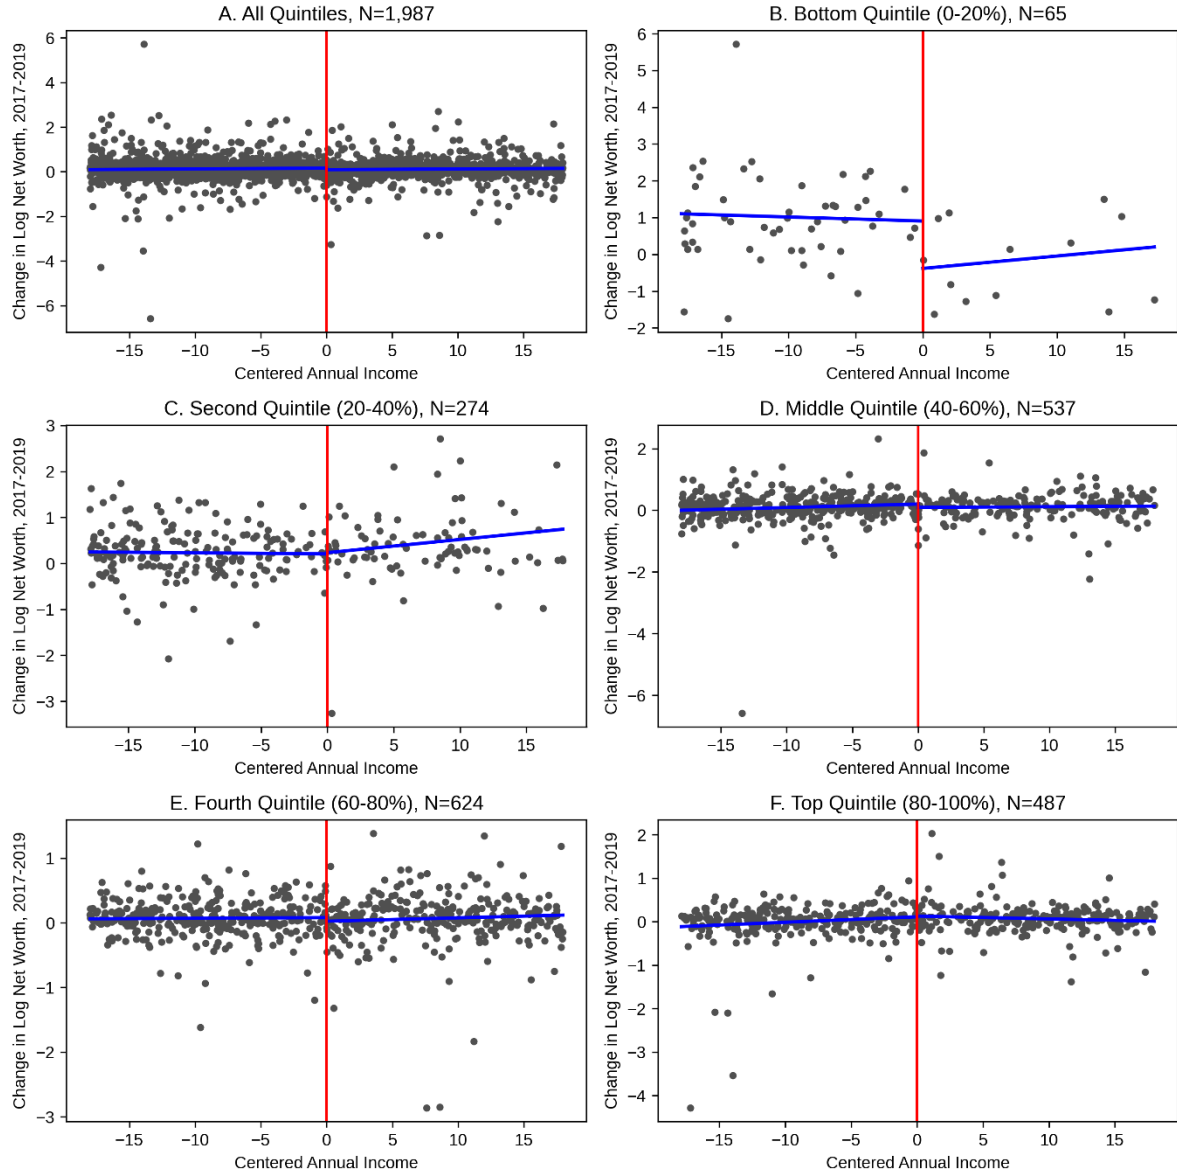 A. All Quintiles, N=1,987
Change in Log Net Worth, 2017-2019
6
4
2
0
−2
−4
−6
−15 −10 −5 0 5 10 15
Centered Annual Income
B. Bottom Quintile (0-20%), N=65
Change in Log Net Worth, 2017-2019
6
5
4
3
2
1
0
−1
−2
−15 −10 −5 0 5 10 15
Centered Annual Income
C. Second Quintile (20-40%), N=274
Change in Log Net Worth, 2017-2019
3
2
1
0
−1
−2
−3
−15 −10 −5 0 5 10 15
Centered Annual Income
D. Middle Quintile (40-60%), N=537
Change in Log Net Worth, 2017-2019
2
0
−2
−4
−6
−15 −10 −5 0 5 10 15
Centered Annual Income
E. Fourth Quintile (60-80%), N=624
Change in Log Net Worth, 2017-2019
1
0
−1
−2
−3
−15 −10 −5 0 5 10 15
Centered Annual Income
F. Top Quintile (80-100%), N=487
Change in Log Net Worth, 2017-2019
2
1
0
−1
−2
−3
−4
−15 −10 −5 0 5 10 15
Centered Annual Income